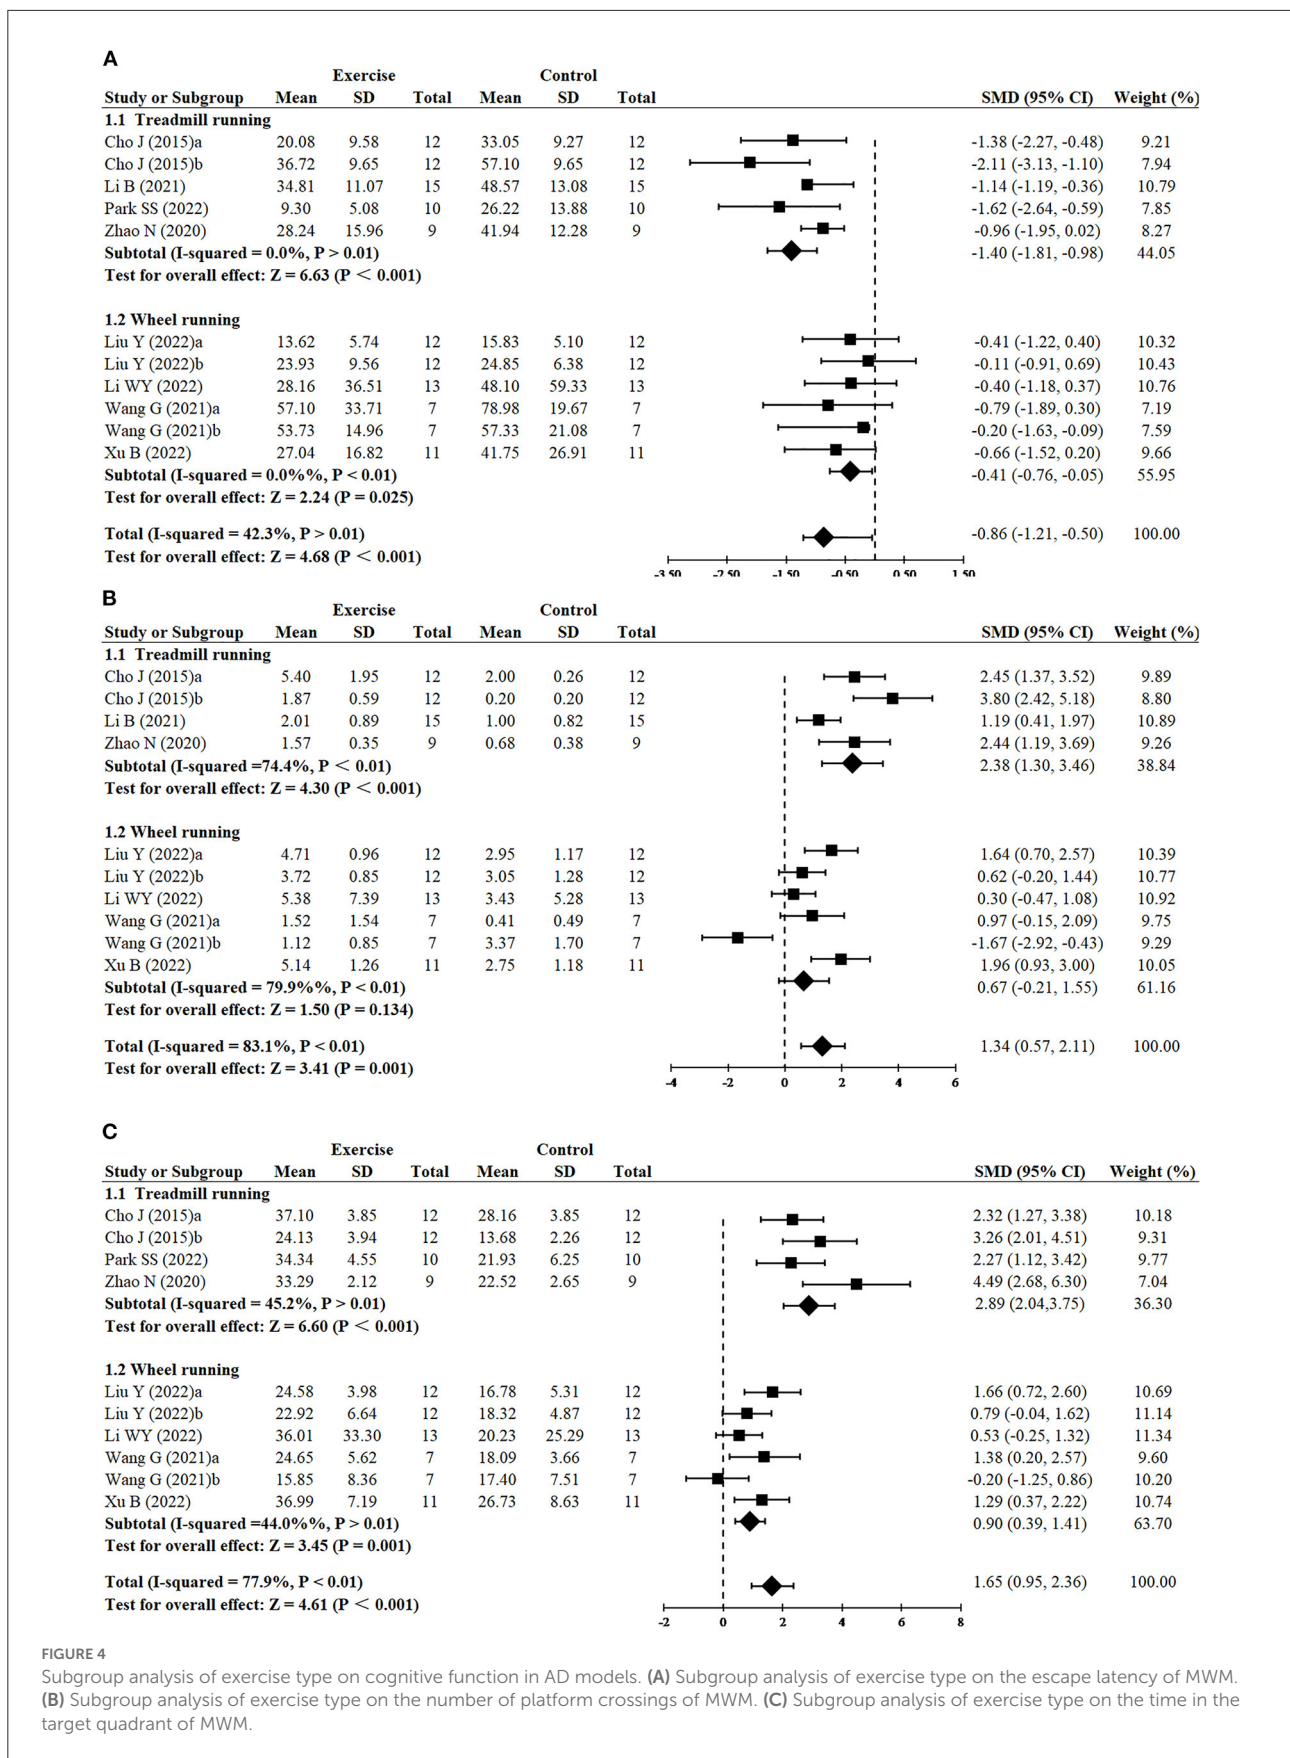 A
Exercise Control
Study or Subgroup Mean SD Total Mean SD Total SMD (95% CI) Weight (%)
1.1 Treadmill running
Cho J (2015)a 20.08 9.58 12 33.05 9.27 12 -1.38 (-2.27, -0.48) 9.21
Cho J (2015)b 36.72 9.65 12 57.10 9.65 12 -2.11 (-3.13, -1.10) 7.94
Li B (2021) 34.81 11.07 15 48.57 13.08 15 -1.14 (-1.19, -0.36) 10.79
Park SS (2022) 9.30 5.08 10 26.22 13.88 10 -1.62 (-2.64, -0.59) 7.85
Zhao N (2020) 28.24 15.96 9 41.94 12.28 9 -0.96 (-1.95, 0.02) 8.27
Subtotal (I-squared = 0.0%, P > 0.01) -1.40 (-1.81, -0.98) 44.05
Test for overall effect: Z = 6.63 (P < 0.001)
1.2 Wheel running
Liu Y (2022)a 13.62 5.74 12 15.83 5.10 12 -0.41 (-1.22, 0.40) 10.32
Liu Y (2022)b 23.93 9.56 12 24.85 6.38 12 -0.11 (-0.91, 0.69) 10.43
Li WY (2022) 28.16 36.51 13 48.10 59.33 13 -0.40 (-1.18, 0.37) 10.76
Wang G (2021)a 57.10 33.71 7 78.98 19.67 7 -0.79 (-1.89, 0.30) 7.19
Wang G (2021)b 53.73 14.96 7 57.33 21.08 7 -0.20 (-1.63, -0.09) 7.59
Xu B (2022) 27.04 16.82 11 41.75 26.91 11 -0.66 (-1.52, 0.20) 9.66
Subtotal (I-squared = 0.0%%, P < 0.01) -0.41 (-0.76, -0.05) 55.95
Test for overall effect: Z = 2.24 (P = 0.025)
Total (I-squared = 42.3%, P > 0.01) -0.86 (-1.21, -0.50) 100.00
Test for overall effect: Z = 4.68 (P < 0.001)
-3.50 -2.50 -1.50 -0.50 0.50 1.50
B
Exercise Control
Study or Subgroup Mean SD Total Mean SD Total SMD (95% CI) Weight (%)
1.1 Treadmill running
Cho J (2015)a 5.40 1.95 12 2.00 0.26 12 2.45 (1.37, 3.52) 9.89
Cho J (2015)b 1.87 0.59 12 0.20 0.20 12 3.80 (2.42, 5.18) 8.80
Li B (2021) 2.01 0.89 15 1.00 0.82 15 1.19 (0.41, 1.97) 10.89
Zhao N (2020) 1.57 0.35 9 0.68 0.38 9 2.44 (1.19, 3.69) 9.26
Subtotal (I-squared =74.4%, P < 0.01) 2.38 (1.30, 3.46) 38.84
Test for overall effect: Z = 4.30 (P < 0.001)
1.2 Wheel running
Liu Y (2022)a 4.71 0.96 12 2.95 1.17 12 1.64 (0.70, 2.57) 10.39
Liu Y (2022)b 3.72 0.85 12 3.05 1.28 12 0.62 (-0.20, 1.44) 10.77
Li WY (2022) 5.38 7.39 13 3.43 5.28 13 0.30 (-0.47, 1.08) 10.92
Wang G (2021)a 1.52 1.54 7 0.41 0.49 7 0.97 (-0.15, 2.09) 9.75
Wang G (2021)b 1.12 0.85 7 3.37 1.70 7 -1.67 (-2.92, -0.43) 9.29
Xu B (2022) 5.14 1.26 11 2.75 1.18 11 1.96 (0.93, 3.00) 10.05
Subtotal (I-squared = 79.9%%, P < 0.01) 0.67 (-0.21, 1.55) 61.16
Test for overall effect: Z = 1.50 (P = 0.134)
Total (I-squared = 83.1%, P < 0.01) 1.34 (0.57, 2.11) 100.00
Test for overall effect: Z = 3.41 (P = 0.001)
-4 -2 0 2 4 6
C
Exercise Control
Study or Subgroup Mean SD Total Mean SD Total SMD (95% CI) Weight (%)
1.1 Treadmill running
Cho J (2015)a 37.10 3.85 12 28.16 3.85 12 2.32 (1.27, 3.38) 10.18
Cho J (2015)b 24.13 3.94 12 13.68 2.26 12 3.26 (2.01, 4.51) 9.31
Park SS (2022) 34.34 4.55 10 21.93 6.25 10 2.27 (1.12, 3.42) 9.77
Zhao N (2020) 33.29 2.12 9 22.52 2.65 9 4.49 (2.68, 6.30) 7.04
Subtotal (I-squared = 45.2%, P > 0.01) 2.89 (2.04,3.75) 36.30
Test for overall effect: Z = 6.60 (P < 0.001)
1.2 Wheel running
Liu Y (2022)a 24.58 3.98 12 16.78 5.31 12 1.66 (0.72, 2.60) 10.69
Liu Y (2022)b 22.92 6.64 12 18.32 4.87 12 0.79 (-0.04, 1.62) 11.14
Li WY (2022) 36.01 33.30 13 20.23 25.29 13 0.53 (-0.25, 1.32) 11.34
Wang G (2021)a 24.65 5.62 7 18.09 3.66 7 1.38 (0.20, 2.57) 9.60
Wang G (2021)b 15.85 8.36 7 17.40 7.51 7 -0.20 (-1.25, 0.86) 10.20
Xu B (2022) 36.99 7.19 11 26.73 8.63 11 1.29 (0.37, 2.22) 10.74
Subtotal (I-squared =44.0%%, P > 0.01) 0.90 (0.39, 1.41) 63.70
Test for overall effect: Z = 3.45 (P = 0.001)
Total (I-squared = 77.9%, P < 0.01) 1.65 (0.95, 2.36) 100.00
Test for overall effect: Z = 4.61 (P < 0.001)
-2 0 2 4 6 8
FIGURE 4
Subgroup analysis of exercise type on cognitive function in AD models. (A) Subgroup analysis of exercise type on the escape latency of MWM.
(B) Subgroup analysis of exercise type on the number of platform crossings of MWM. (C) Subgroup analysis of exercise type on the time in the
target quadrant of MWM.